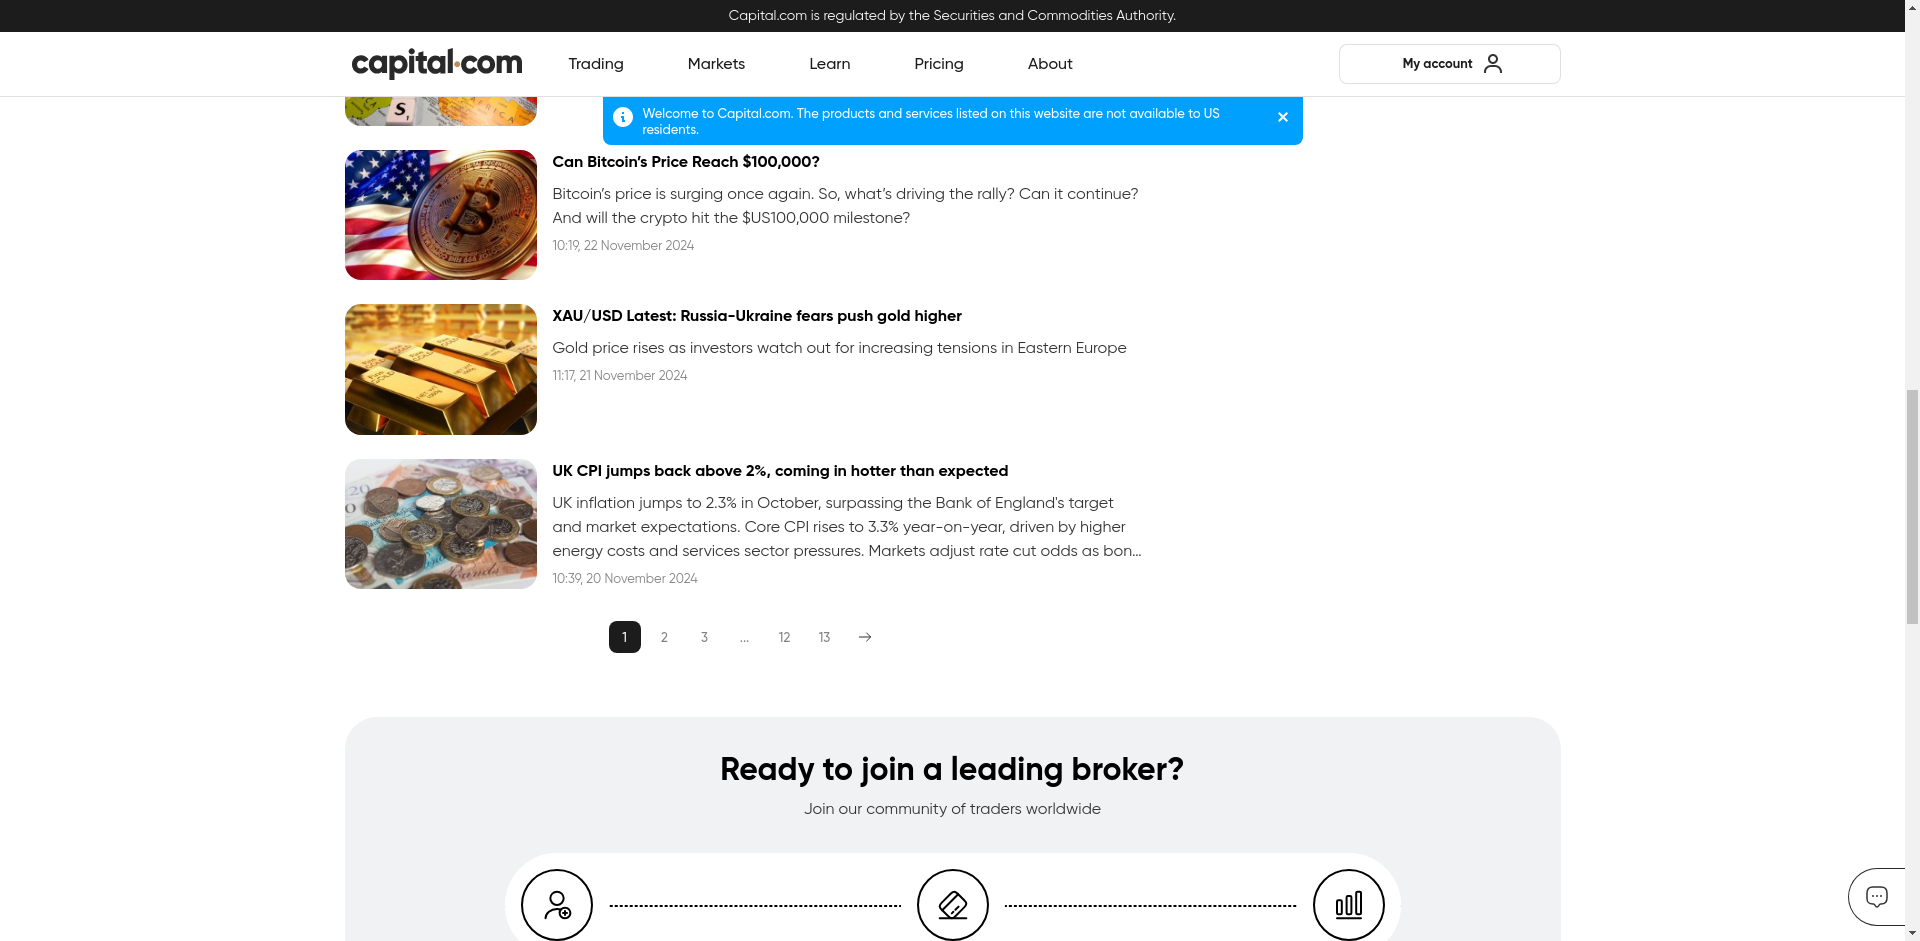 Capital.com is regulated by the Securities and Commodities Authority.
capital.com
Trading
Markets
Learn
Pricing
About
My account
Welcome to Capital.com. The products and services listed on this website are not available to US
residents.
Can Bitcoin’s Price Reach $100,000?
Bitcoin’s price is surging once again. So, what’s driving the rally? Can it continue?
And will the crypto hit the $US100,000 milestone?
10:19, 22 November 2024
XAU/USD Latest: Russia-Ukraine fears push gold higher
Gold price rises as investors watch out for increasing tensions in Eastern Europe
11:17, 21 November 2024
UK CPI jumps back above 2%, coming in hotter than expected
UK inflation jumps to 2.3% in October, surpassing the Bank of England's target
and market expectations. Core CPI rises to 3.3% year-on-year, driven by higher
energy costs and services sector pressures. Markets adjust rate cut odds as bon...
10:39, 20 November 2024
1
2
3
...
12
13
Ready to join a leading broker?
Join our community of traders worldwide